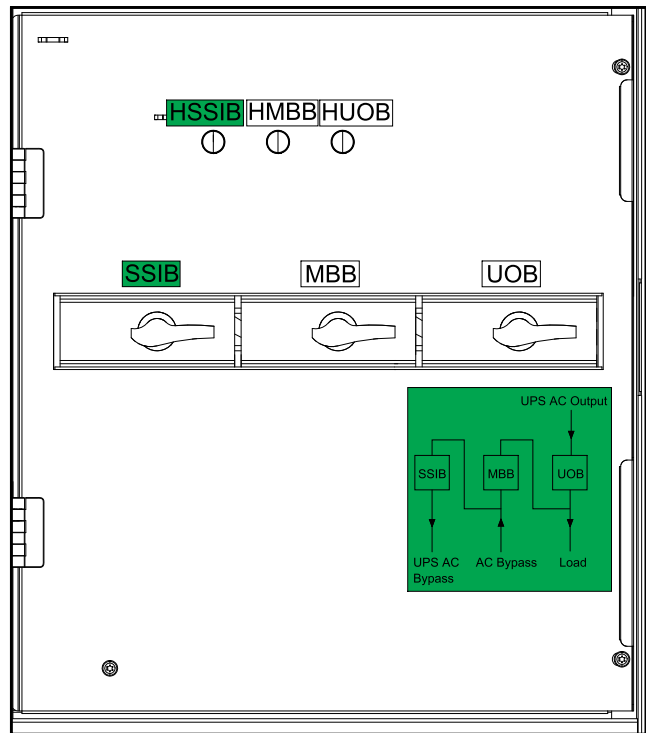 HSSIB HMBB HUOB
SSIB MBB UOB
UPS AC Output
SSIB MBB UOB
UPS AC Bypass AC Bypass Load